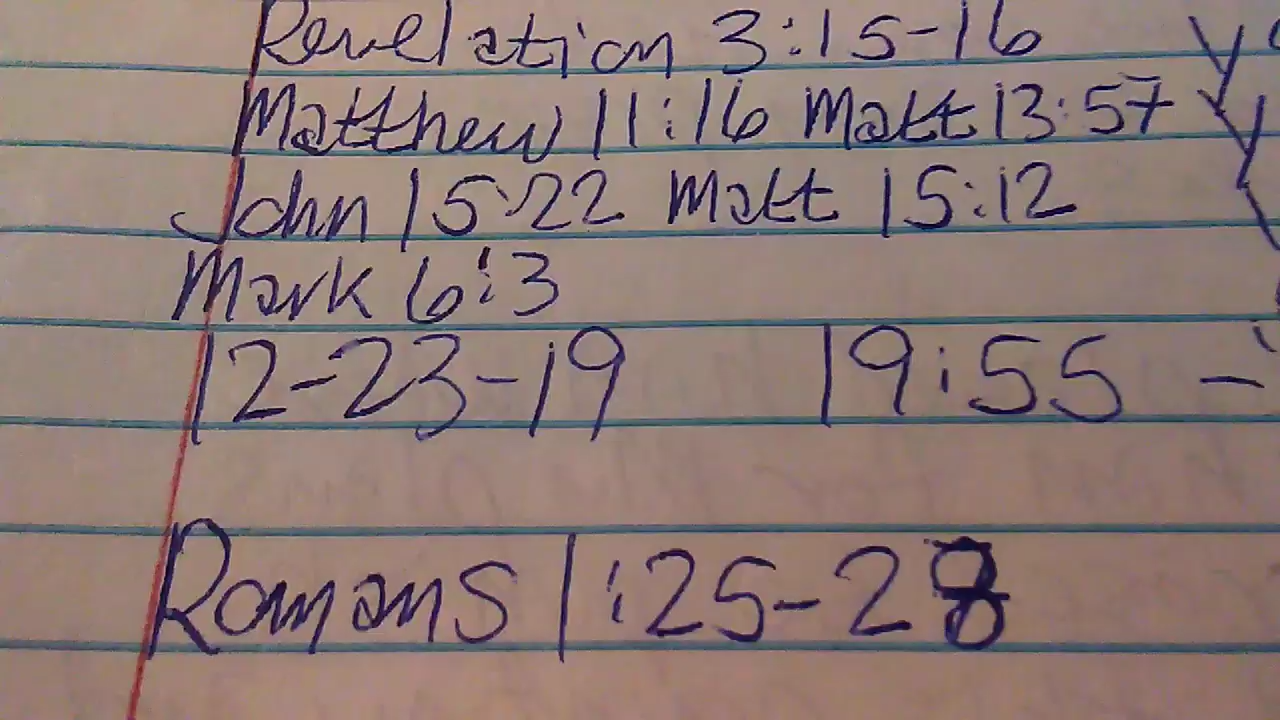 Revelation 3:15-16
Matthew 11:16 Matt 13:57
John 15:22 Matt 15:12
Mark 6:3
12-23-19 19:55 -
Romans 1:25-28